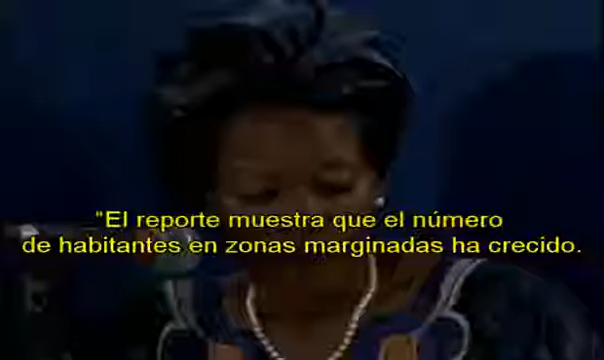 "El reporte muestra que el número
de habitantes en zonas marginadas ha crecido.